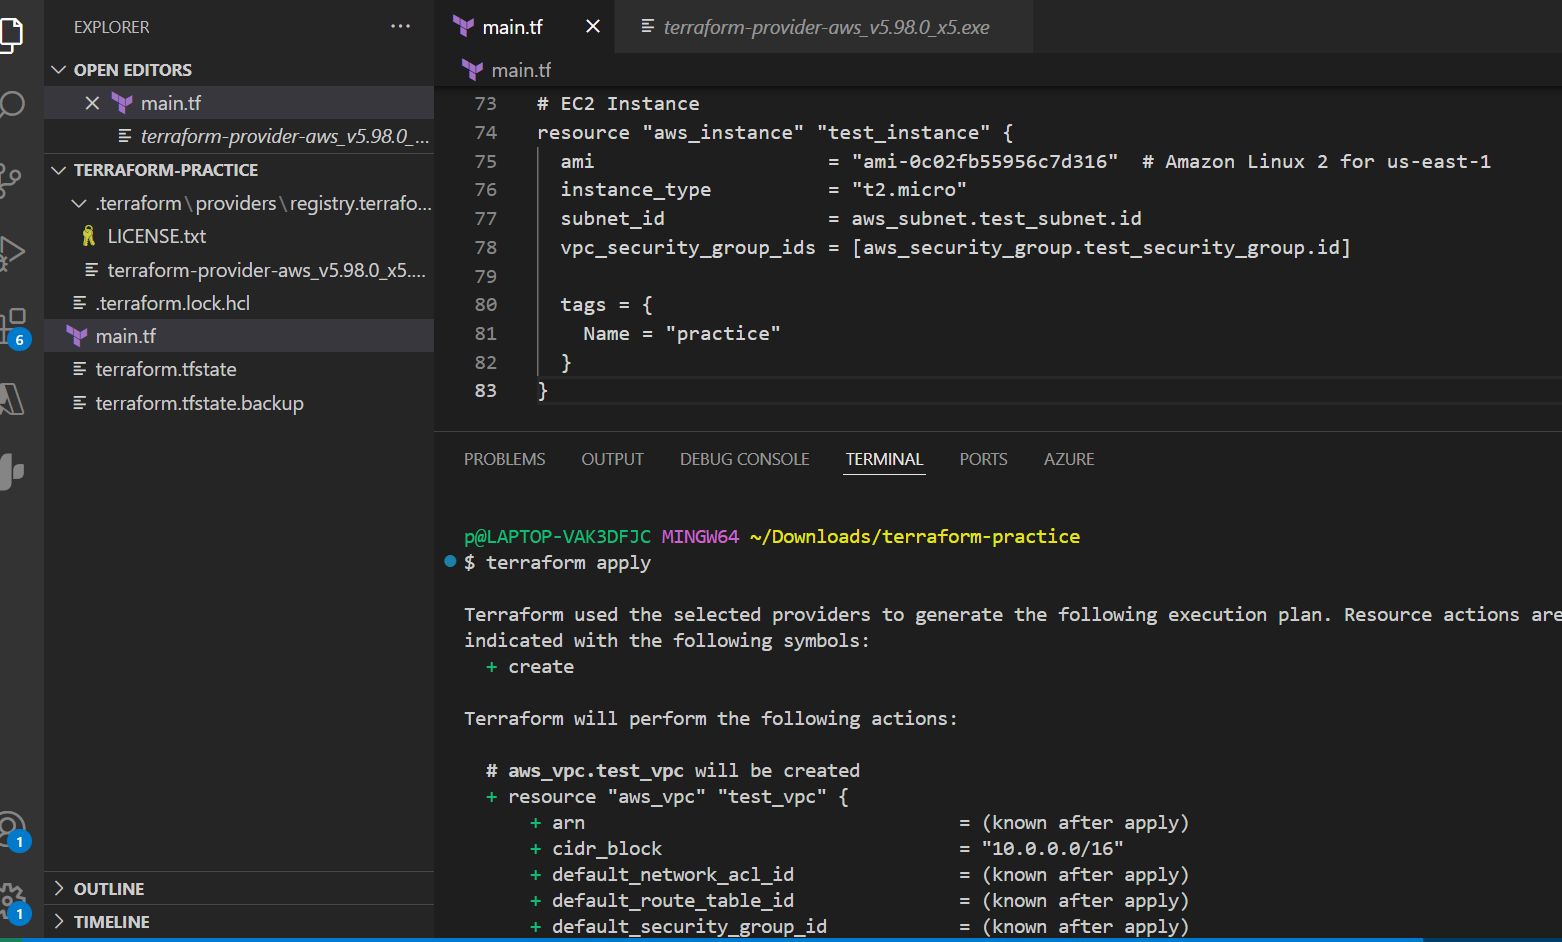 EXPLORER
···
OPEN EDITORS
main.tf
terraform-provider-aws_v5.98.0_...
TERRAFORM-PRACTICE
.terraform\providers\registry.terrafo...
LICENSE.txt
terraform-provider-aws_v5.98.0_x5....
.terraform.lock.hcl
main.tf
terraform.tfstate
terraform.tfstate.backup
OUTLINE
TIMELINE
6
1
1
main.tf
terraform-provider-aws_v5.98.0_x5.exe
main.tf
73 # EC2 Instance
74 resource "aws_instance" "test_instance" {
75 ami = "ami-0c02fb55956c7d316" # Amazon Linux 2 for us-east-1
76 instance_type = "t2.micro"
77 subnet_id = aws_subnet.test_subnet.id
78 vpc_security_group_ids = [aws_security_group.test_security_group.id]
79
80 tags = {
81 Name = "practice"
82 }
83 }
PROBLEMS OUTPUT DEBUG CONSOLE TERMINAL PORTS AZURE
p@LAPTOP-VAK3DFJC MINGW64 ~/Downloads/terraform-practice
$ terraform apply
Terraform used the selected providers to generate the following execution plan. Resource actions are
indicated with the following symbols:
+ create
Terraform will perform the following actions:
# aws_vpc.test_vpc will be created
+ resource "aws_vpc" "test_vpc" {
+ arn = (known after apply)
+ cidr_block = "10.0.0.0/16"
+ default_network_acl_id = (known after apply)
+ default_route_table_id = (known after apply)
+ default_security_group_id = (known after apply)